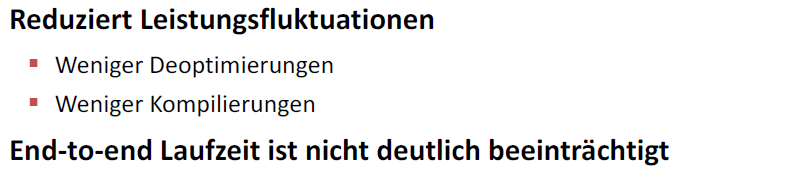 Reduziert Leistungsfluktuationen
▪ Weniger Deoptimierungen
▪ Weniger Kompilierungen
End-to-end Laufzeit ist nicht deutlich beeinträchtigt